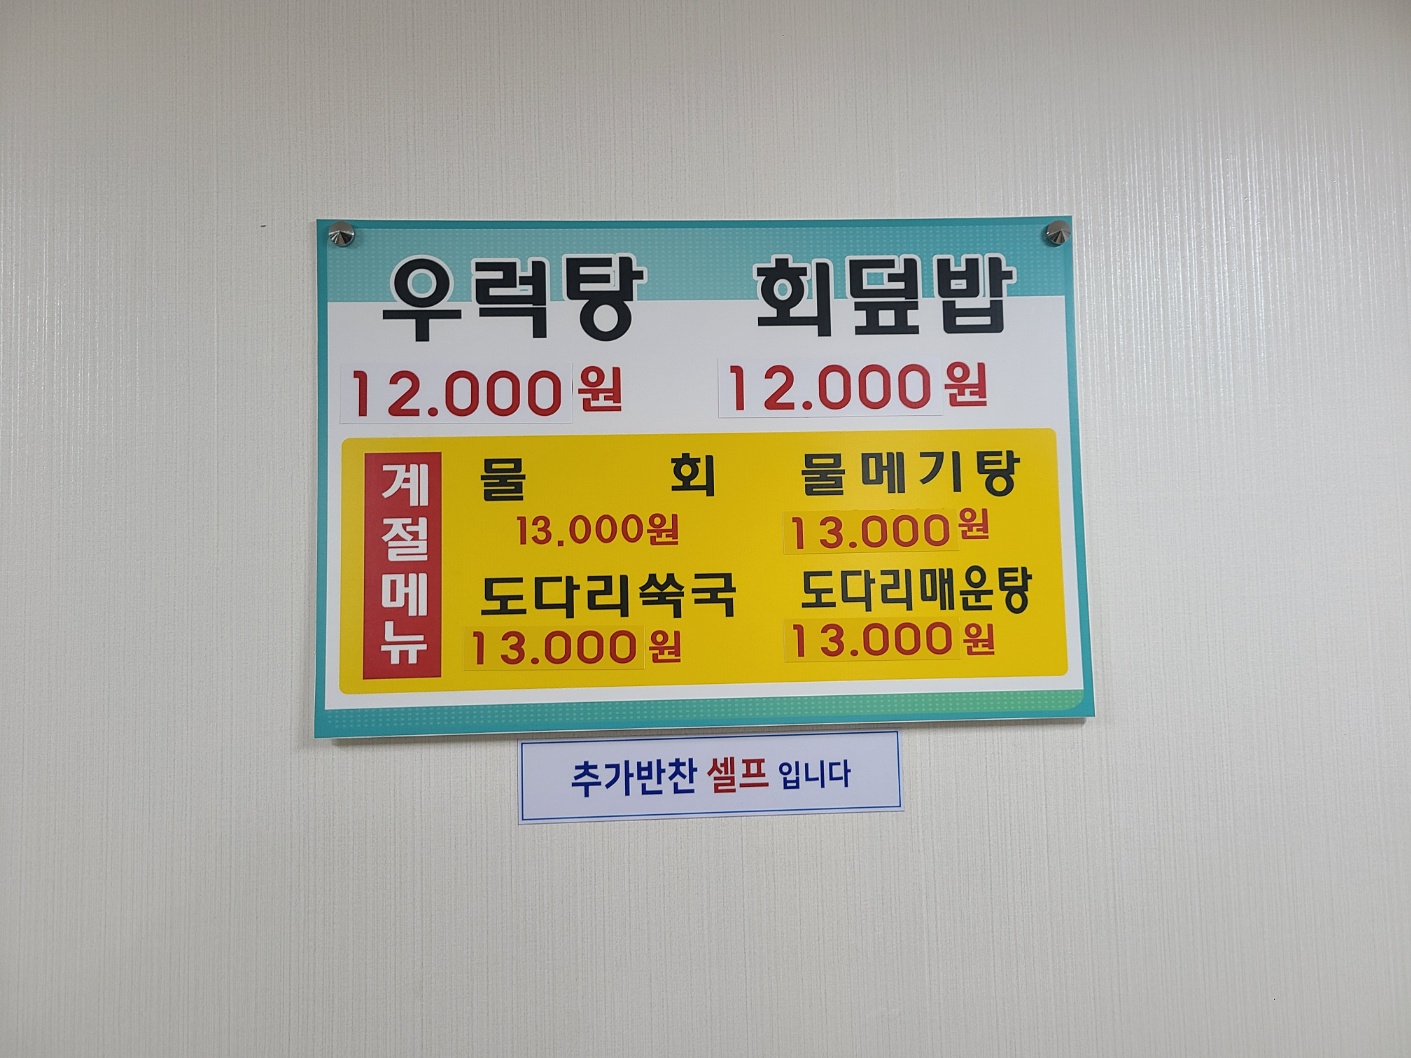 우럭탕 회덮밥
12.000원 12.000원
계절메뉴
물 회 물메기탕
13.000원 13.000원
도다리쑥국 도다리매운탕
13.000원 13.000원
추가반찬 셀프 입니다